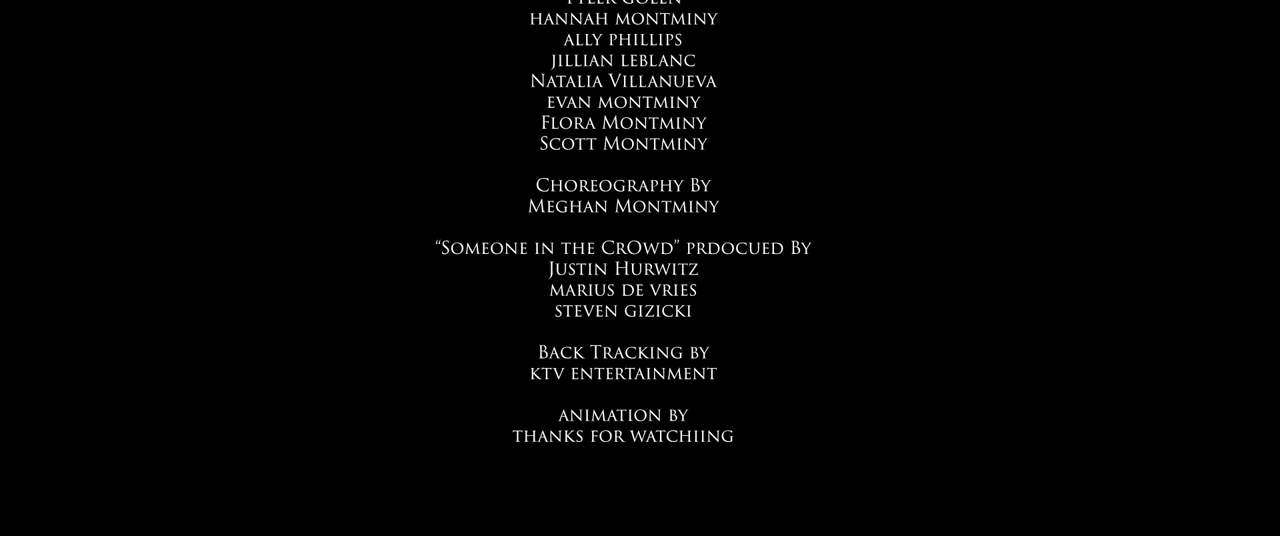 TYLER GOLEN
HANNAH MONTMINY
ALLY PHILLIPS
JILLIAN LEBLANC
NATALIA VILLANUEVA
EVAN MONTMINY
FLORA MONTMINY
SCOTT MONTMINY
CHOREOGRAPHY BY
MEGHAN MONTMINY
“SOMEONE IN THE CROWD” PRDOCUED BY
JUSTIN HURWITZ
MARIUS DE VRIES
STEVEN GIZICKI
BACK TRACKING BY
KTV ENTERTAINMENT
ANIMATION BY
THANKS FOR WATCHIING